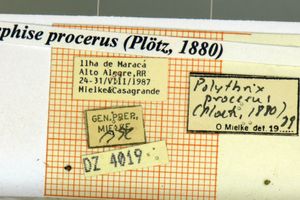 phise procerus (Plötz, 1880)
Ilha de Maracá
Alto Alegre, RR
24-31/VIII/1987
Mielke&Casagrande
Polythrix
procerus
(Plötz, 1880)
O Mielke det. 19
GEN. PREP.
MIELKE
DZ 4019